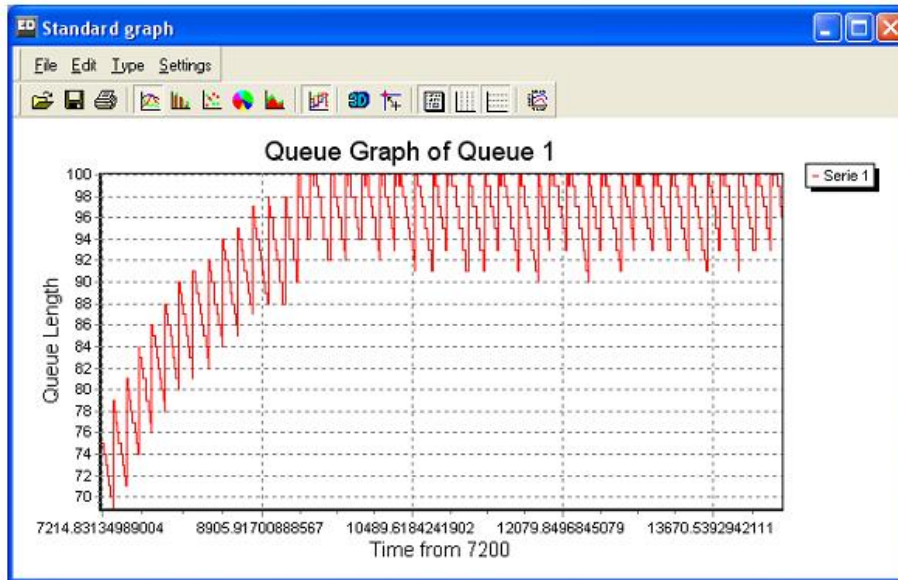 ED Standard graph
File Edit Type Settings
3D
Queue Graph of Queue 1
Serie 1
Queue Length
100
98
96
94
92
90
88
86
84
82
80
78
76
74
72
70
7214.83134989004 8905.91700888567 10489.6184241902 12079.8496845079 13670.5392942111
Time from 7200